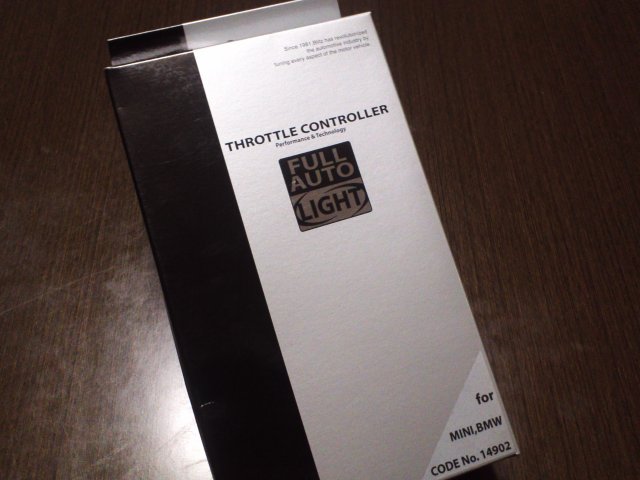 Since 1981 Blitz has revolutionized
the automotive industry by
tuning every aspect of the motor vehicle
THROTTLE CONTROLLER
Performance & Technology
FULL
AUTO
LIGHT
for
MINI,BMW
CODE No. 14902